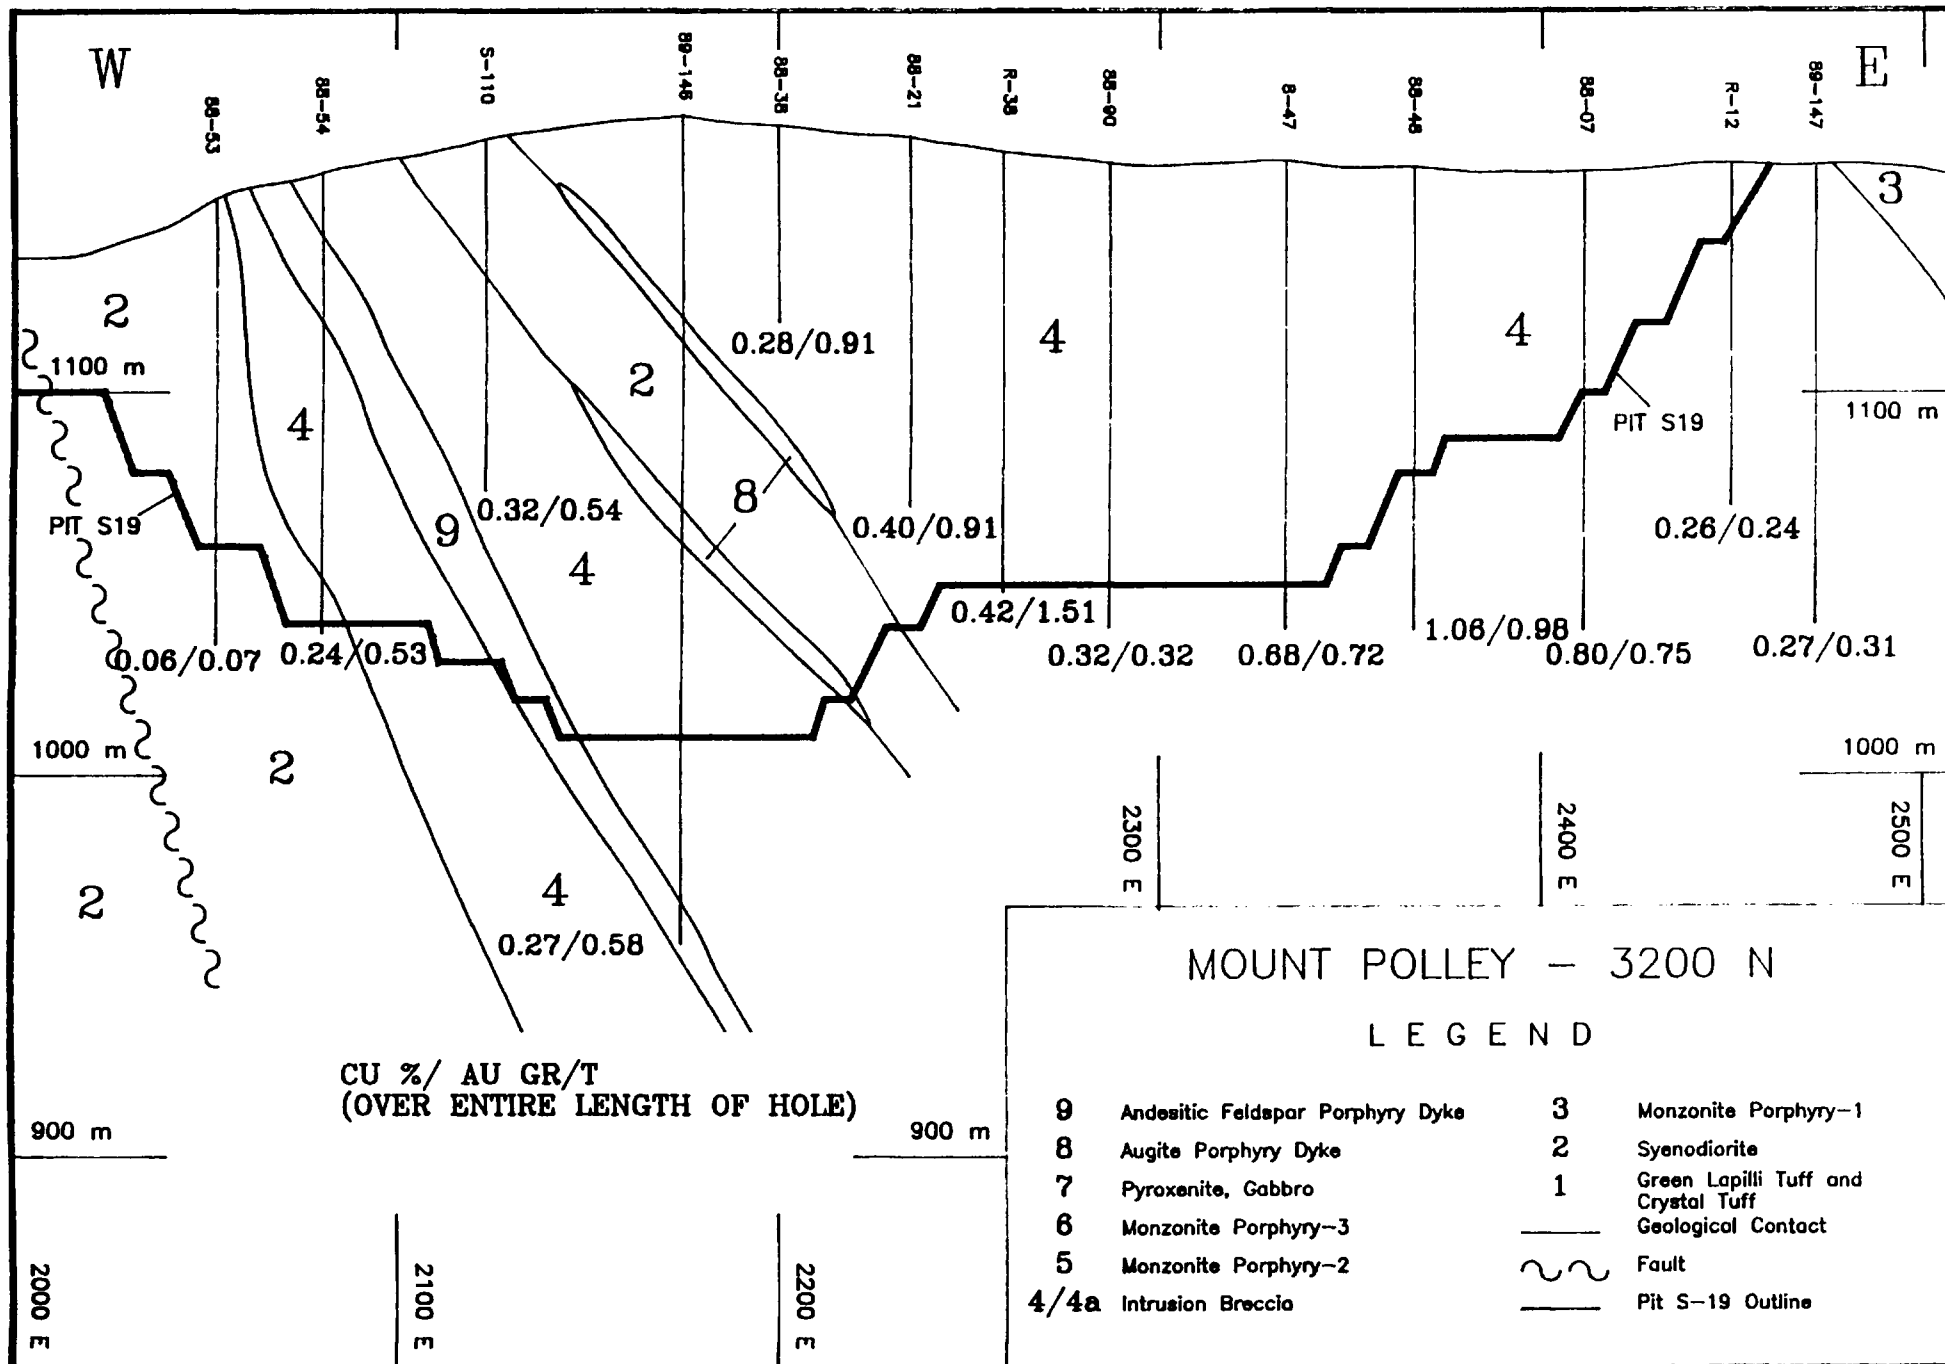 W
E
88-53
88-54
S-110
89-146
88-38
88-21
R-38
88-90
8-47
88-48
88-07
R-12
89-147
3
2
0.28/0.91
4
4
1100 m
2
1100 m
4
PIT S19
8
PIT S19
9
0.32/0.54
0.40/0.91
0.26/0.24
4
0.42/1.51
1.06/0.98
0.06/0.07
0.24/0.53
0.32/0.32
0.68/0.72
0.80/0.75
0.27/0.31
1000 m
2
1000 m
2300 E
2400 E
2500 E
2
4
0.27/0.58
CU %/ AU GR/T
(OVER ENTIRE LENGTH OF HOLE)
900 m
900 m
2000 E
2100 E
2200 E
MOUNT POLLEY - 3200 N
LEGEND
9 Andesitic Feldspar Porphyry Dyke
8 Augite Porphyry Dyke
7 Pyroxenite, Gabbro
6 Monzonite Porphyry-3
5 Monzonite Porphyry-2
4/4a Intrusion Breccia
3 Monzonite Porphyry-1
2 Syenodiorite
1 Green Lapilli Tuff and
Crystal Tuff
Geological Contact
Fault
Pit S-19 Outline